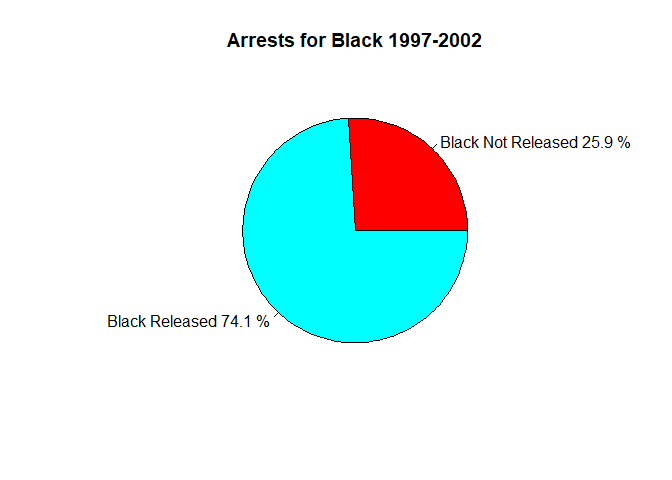 Arrests for Black 1997-2002
Black Not Released 25.9 %
Black Released 74.1 %